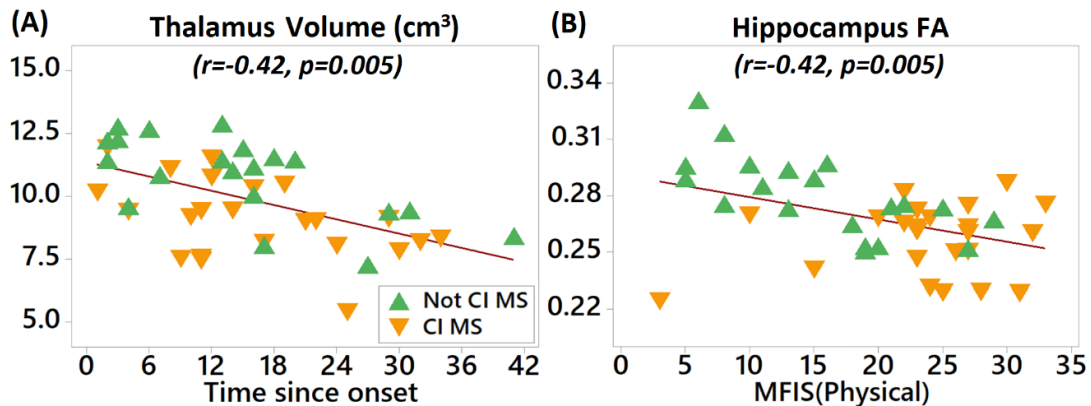 (A) Thalamus Volume (cm³)
(r=-0.42, p=0.005)
15.0
12.5
10.0
7.5
5.0
Not CI MS
CI MS
0 6 12 18 24 30 36 42
Time since onset
(B) Hippocampus FA
(r=-0.42, p=0.005)
0.34
0.31
0.28
0.25
0.22
0 5 10 15 20 25 30 35
MFIS(Physical)